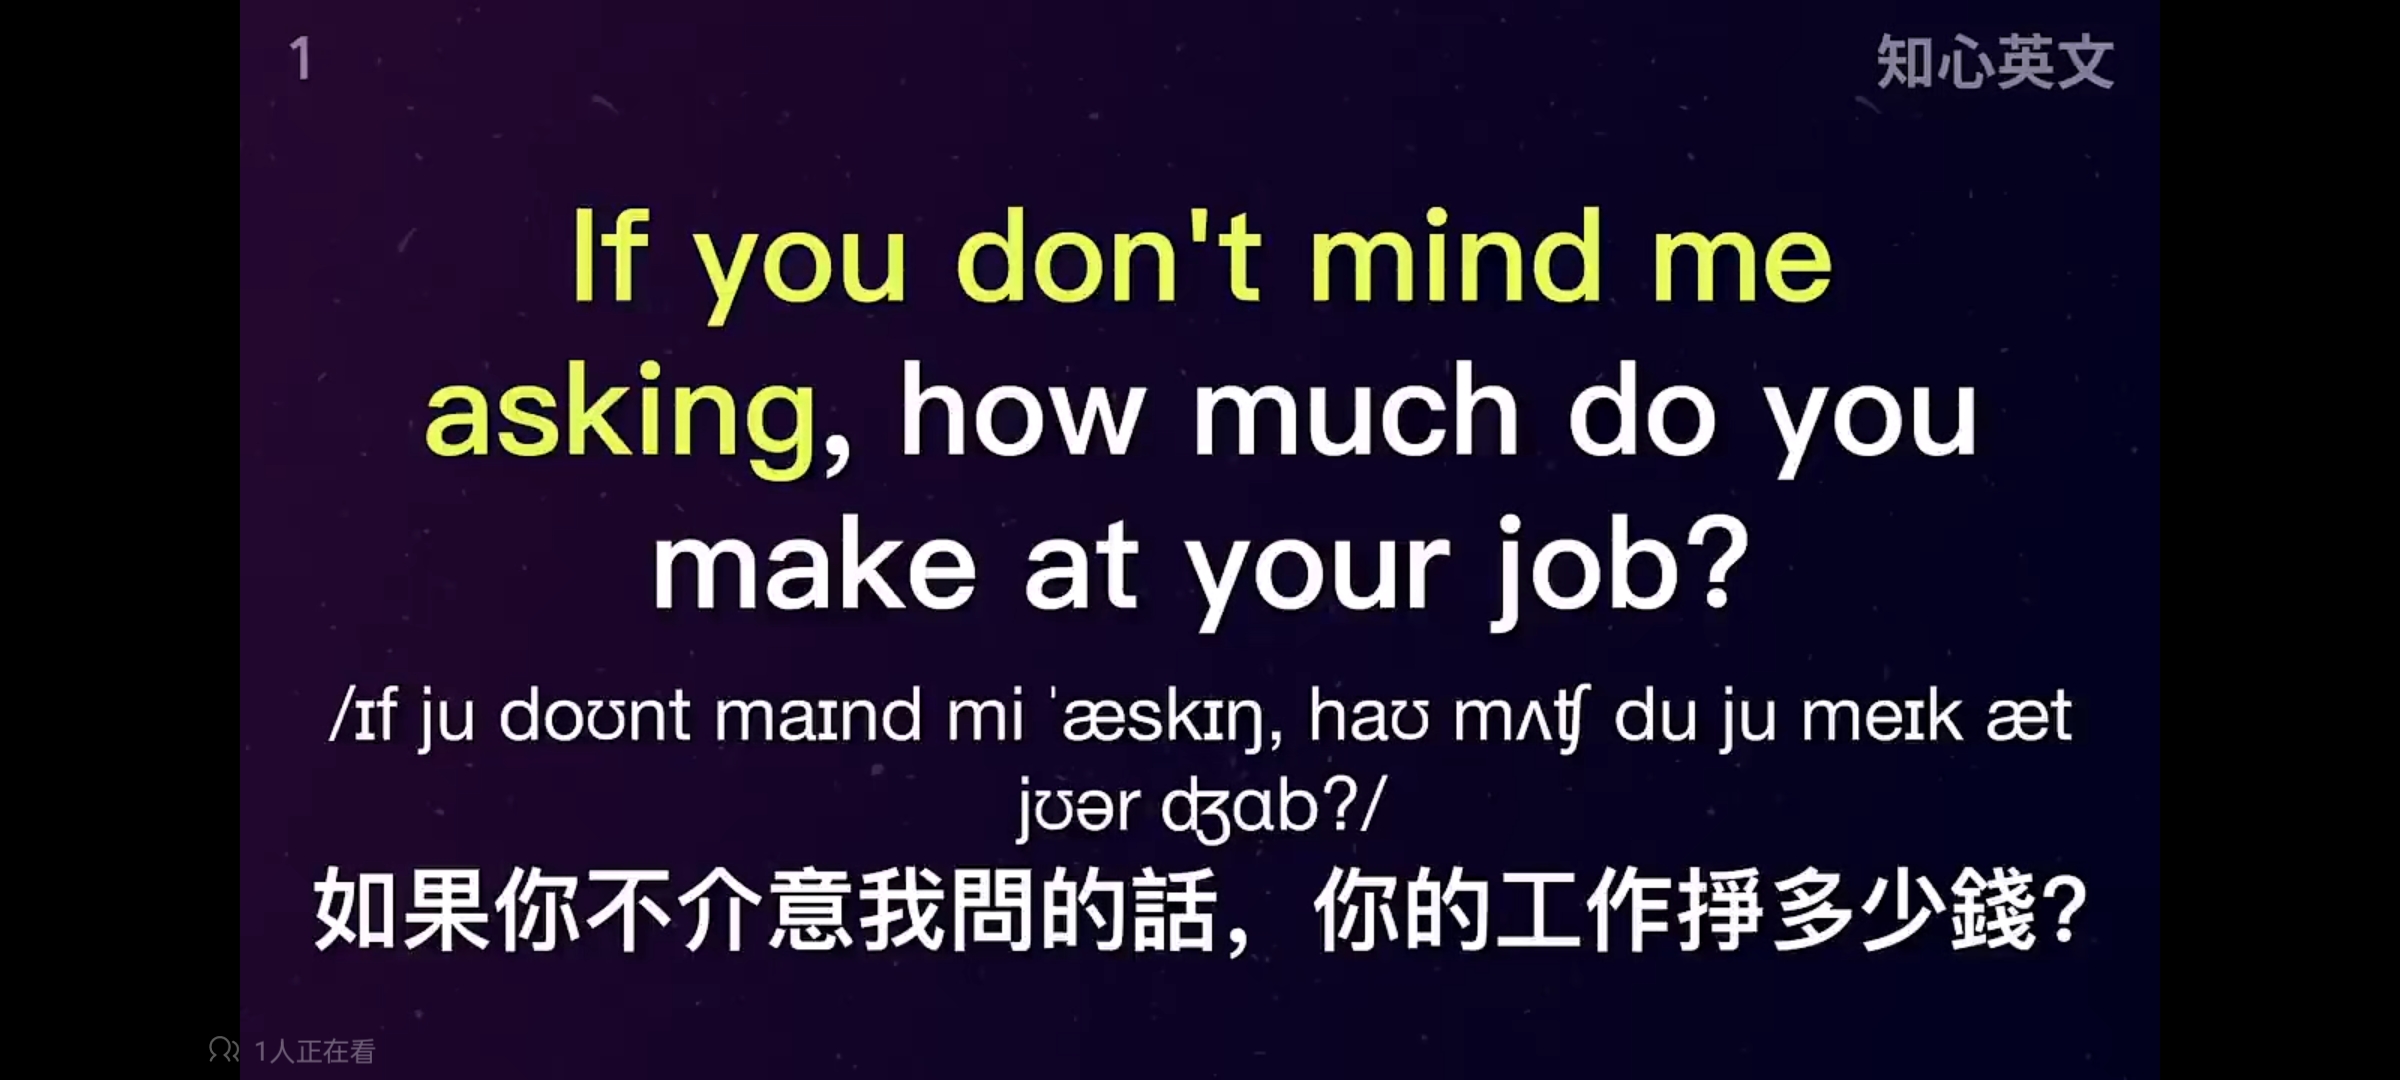 1
知心英文
If you don't mind me
asking, how much do you
make at your job?
/ɪf ju doʊnt maɪnd mi ˈæskɪŋ, haʊ mʌʧ du ju meɪk æt
jʊər ʤɑb?/
如果你不介意我問的話，你的工作掙多少錢?
1人正在看